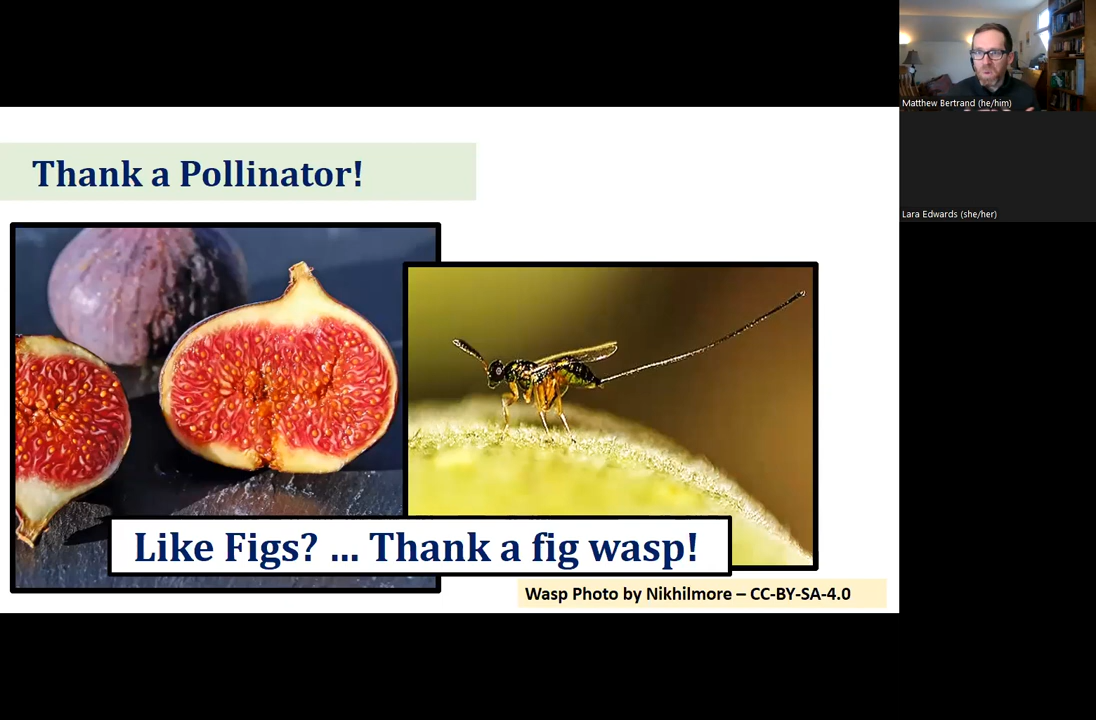 Matthew Bertrand (he/him)
Lara Edwards (she/her)
Thank a Pollinator!
Like Figs? ... Thank a fig wasp!
Wasp Photo by Nikhilmore – CC-BY-SA-4.0